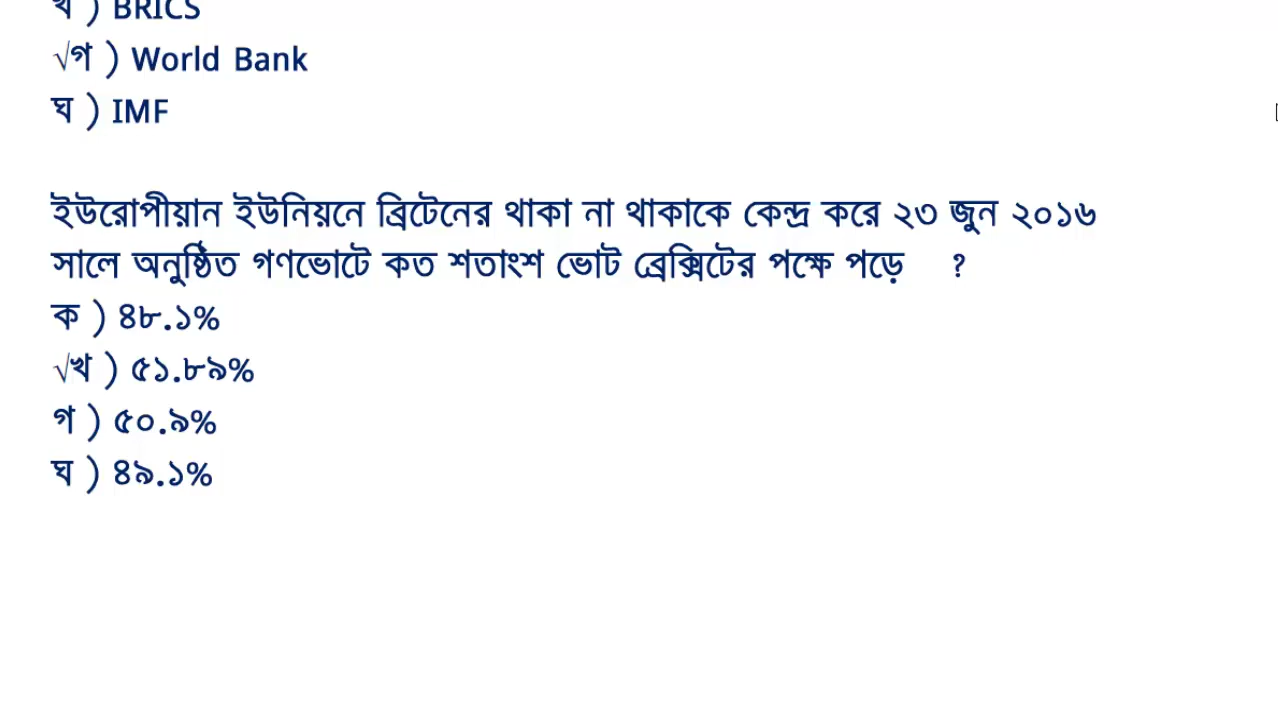 খ ) BRICS
√গ ) World Bank
ঘ ) IMF
ইউরোপীয়ান ইউনিয়নে ব্রিটেনের থাকা না থাকাকে কেন্দ্র করে ২৩ জুন ২০১৬
সালে অনুষ্ঠিত গণভোটে কত শতাংশ ভোট ব্রেক্সিটের পক্ষে পড়ে ?
ক ) ৪৮.১%
√খ ) ৫১.৮৯%
গ ) ৫০.৯%
ঘ ) ৪৯.১%